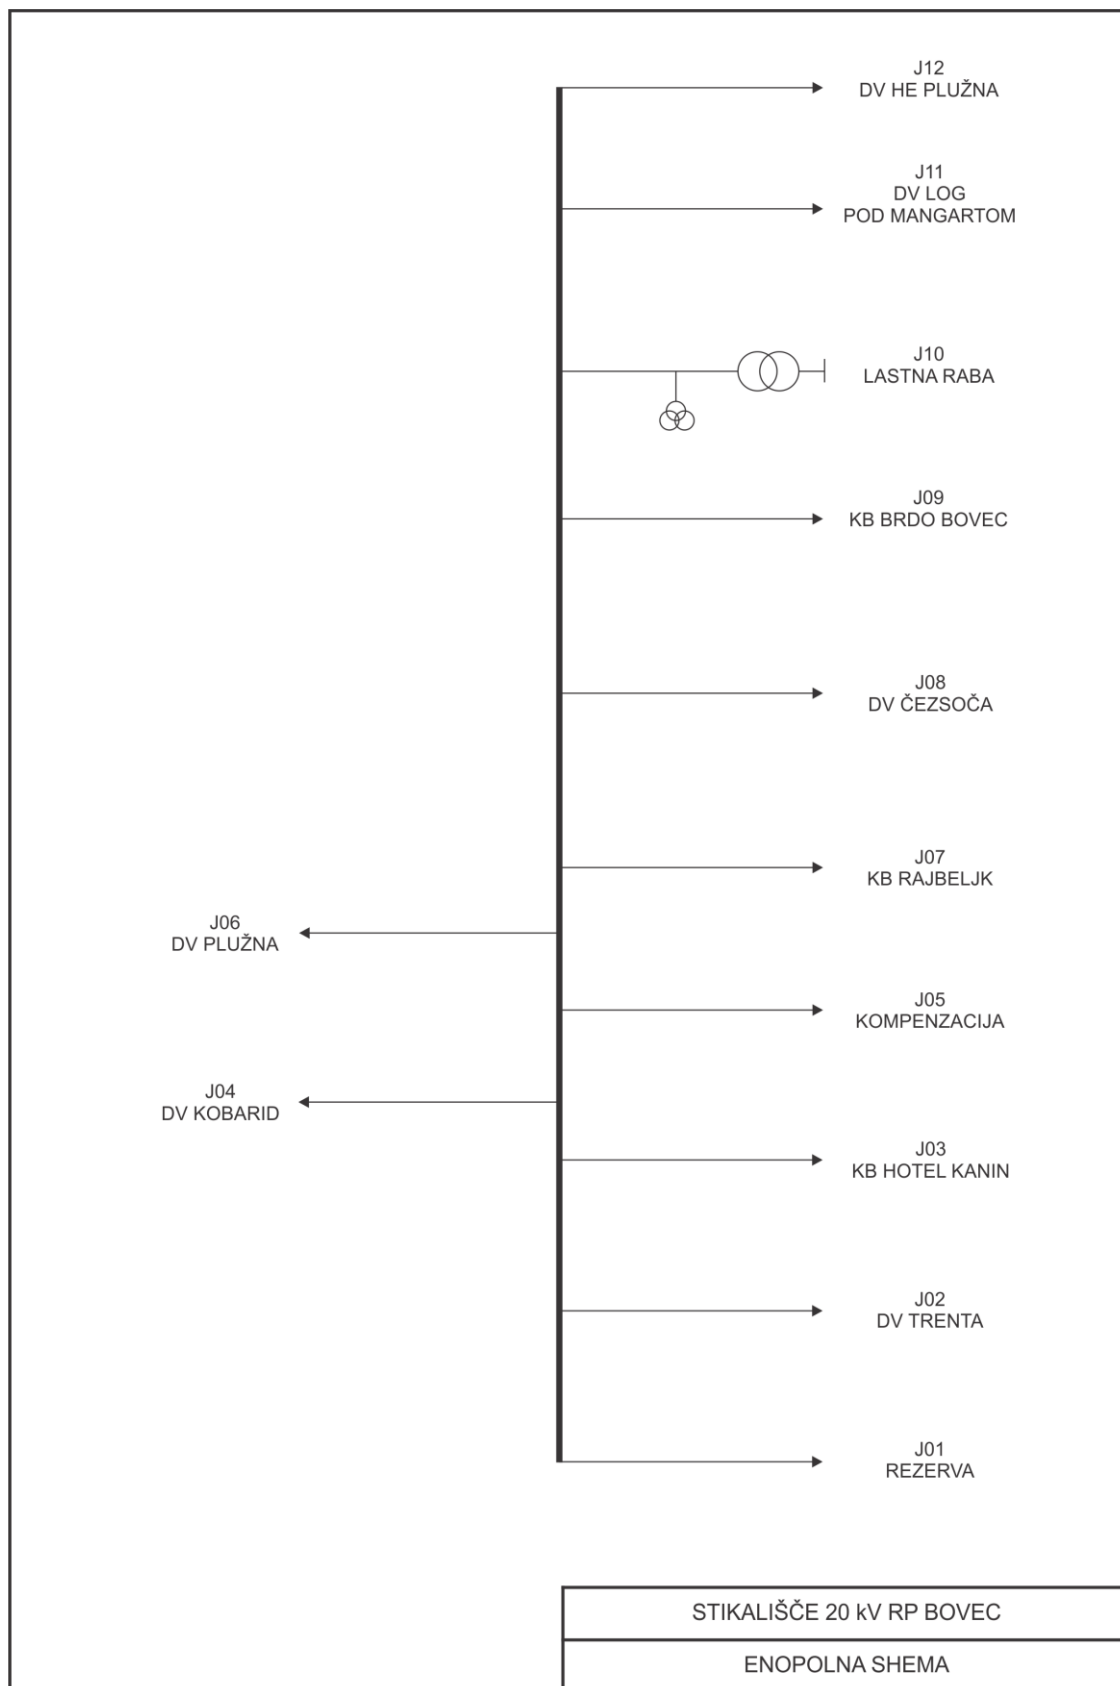 J12
DV HE PLUŽNA
J11
DV LOG
POD MANGARTOM
J10
LASTNA RABA
J09
KB BRDO BOVEC
J08
DV ČEZSOČA
J07
KB RAJBELJK
J06
DV PLUŽNA
J05
KOMPENZACIJA
J04
DV KOBARID
J03
KB HOTEL KANIN
J02
DV TRENTA
J01
REZERVA
STIKALIŠČE 20 kV RP BOVEC
ENOPOLNA SHEMA